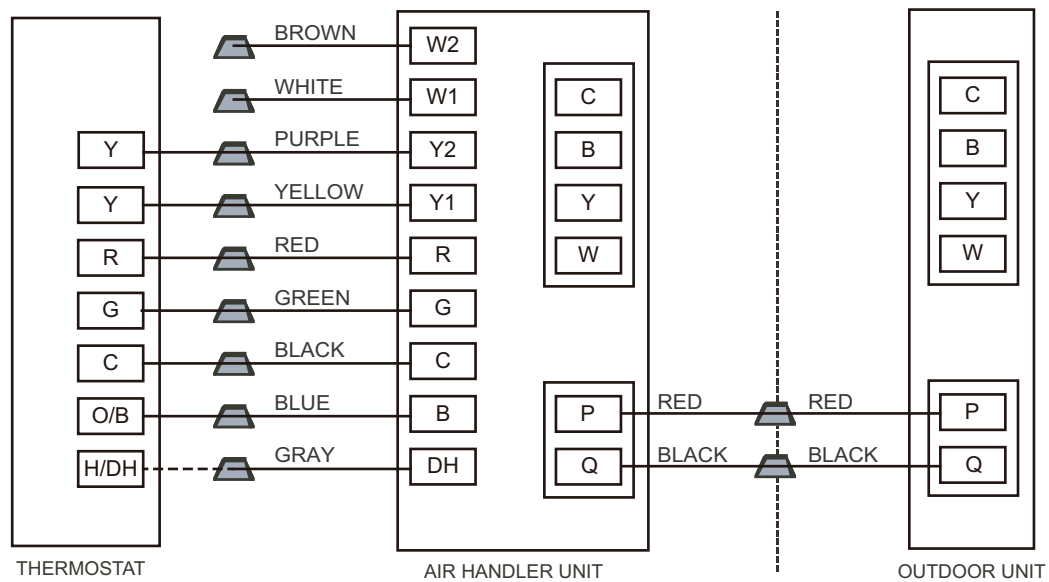 BROWN
W2
WHITE
W1
C
C
Y
PURPLE
Y2
B
B
Y
YELLOW
Y1
Y
Y
R
RED
R
W
W
G
GREEN
G
C
BLACK
C
O/B
BLUE
B
P
RED
RED
P
H/DH
GRAY
DH
Q
BLACK
BLACK
Q
THERMOSTAT
AIR HANDLER UNIT
OUTDOOR UNIT